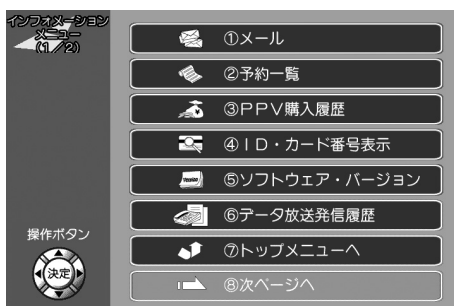 インフォメーション
メニュー
(1/2)
①メール
②予約一覧
③PPV購入履歴
④ID・カード番号表示
⑤ソフトウェア・バージョン
⑥データ放送発信履歴
⑦トップメニューへ
⑧次ページへ
操作ボタン
決定